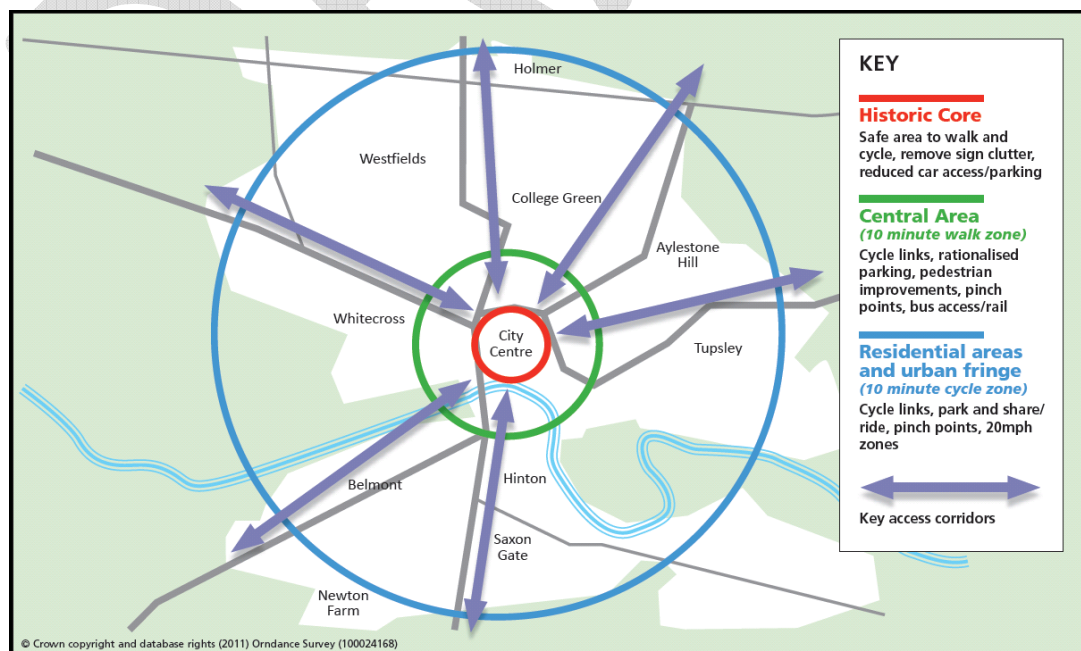 Holmer
Westfields
College Green
Aylestone
Hill
Whitecross
City
Centre
Tupsley
Belmont
Hinton
Saxon
Gate
Newton
Farm
KEY
Historic Core
Safe area to walk and
cycle, remove sign clutter,
reduced car access/parking
Central Area
(10 minute walk zone)
Cycle links, rationalised
parking, pedestrian
improvements, pinch
points, bus access/rail
Residential areas
and urban fringe
(10 minute cycle zone)
Cycle links, park and share/
ride, pinch points, 20mph
zones
Key access corridors
© Crown copyright and database rights (2011) Orndance Survey (100024168)